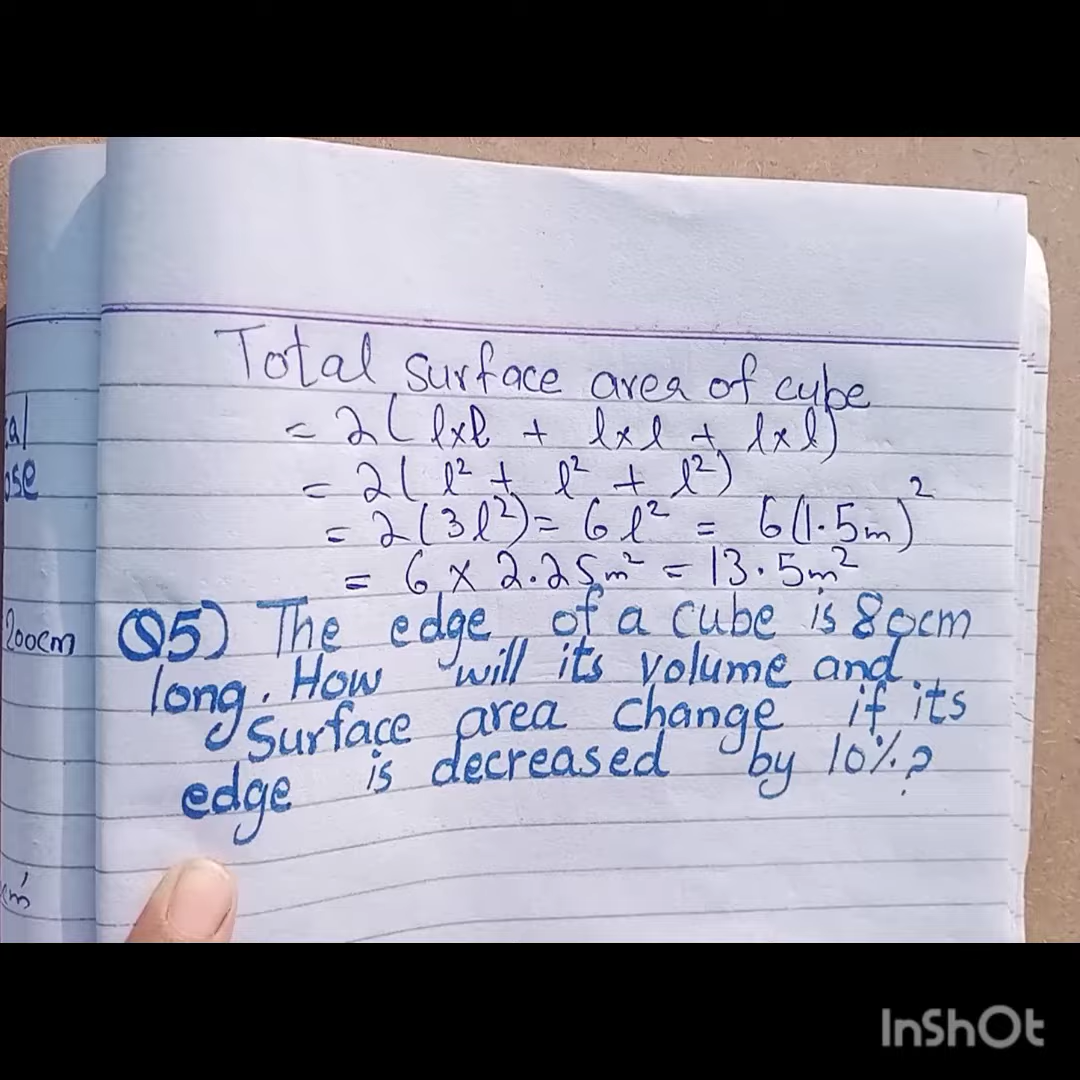 Total surface area of cube
= 2(l×l + l×l + l×l)
= 2(l² + l² + l²)
= 2(3l²) = 6l² = 6(1.5m)²
= 6 × 2.25m² = 13.5m²
Q5) The edge of a cube is 80cm
long. How will its volume and
surface area change if its
edge is decreased by 10%?
200cm
InShOt